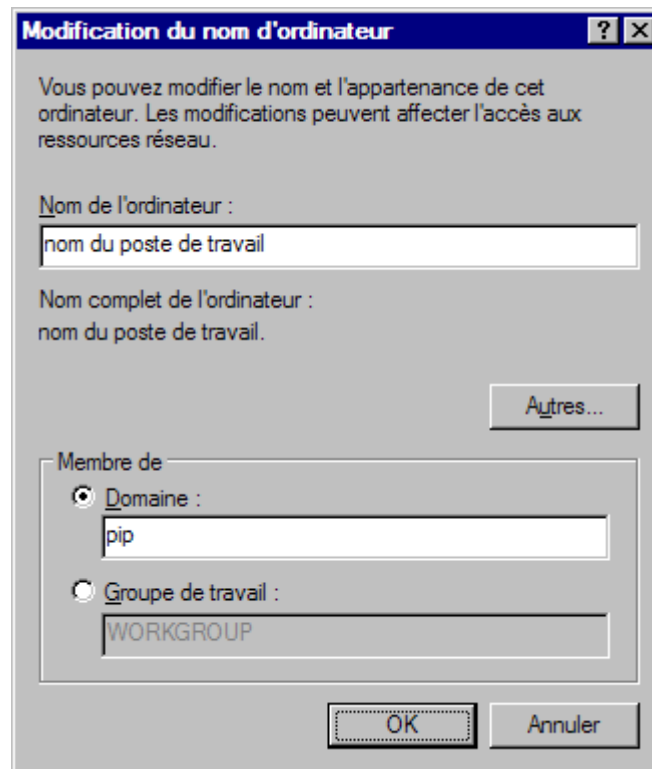 Modification du nom d'ordinateur
Vous pouvez modifier le nom et l'appartenance de cet
ordinateur. Les modifications peuvent affecter l'accès aux
ressources réseau.
Nom de l'ordinateur :
nom du poste de travail
Nom complet de l'ordinateur :
nom du poste de travail.
Autres...
Membre de
Domaine :
pip
Groupe de travail :
WORKGROUP
OK Annuler